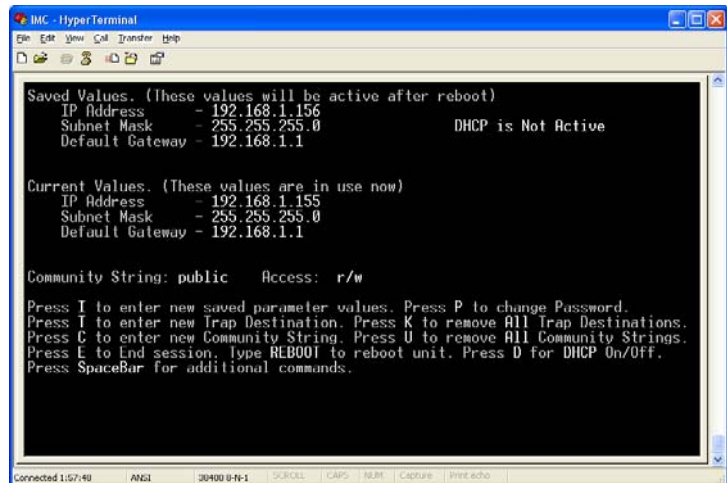 IMC - HyperTerminal
File Edit View Call Transfer Help
Saved Values. (These values will be active after reboot)
IP Address - 192.168.1.156
Subnet Mask - 255.255.255.0 DHCP is Not Active
Default Gateway - 192.168.1.1
Current Values. (These values are in use now)
IP Address - 192.168.1.155
Subnet Mask - 255.255.255.0
Default Gateway - 192.168.1.1
Community String: public Access: r/w
Press I to enter new saved parameter values. Press P to change Password.
Press T to enter new Trap Destination. Press K to remove All Trap Destinations.
Press C to enter new Community String. Press U to remove All Community Strings.
Press E to End session. Type REBOOT to reboot unit. Press D for DHCP On/Off.
Press SpaceBar for additional commands.
Connected 1:57:48 ANSI 38400 8-N-1 SCROLL CAPS NUM Capture Print echo